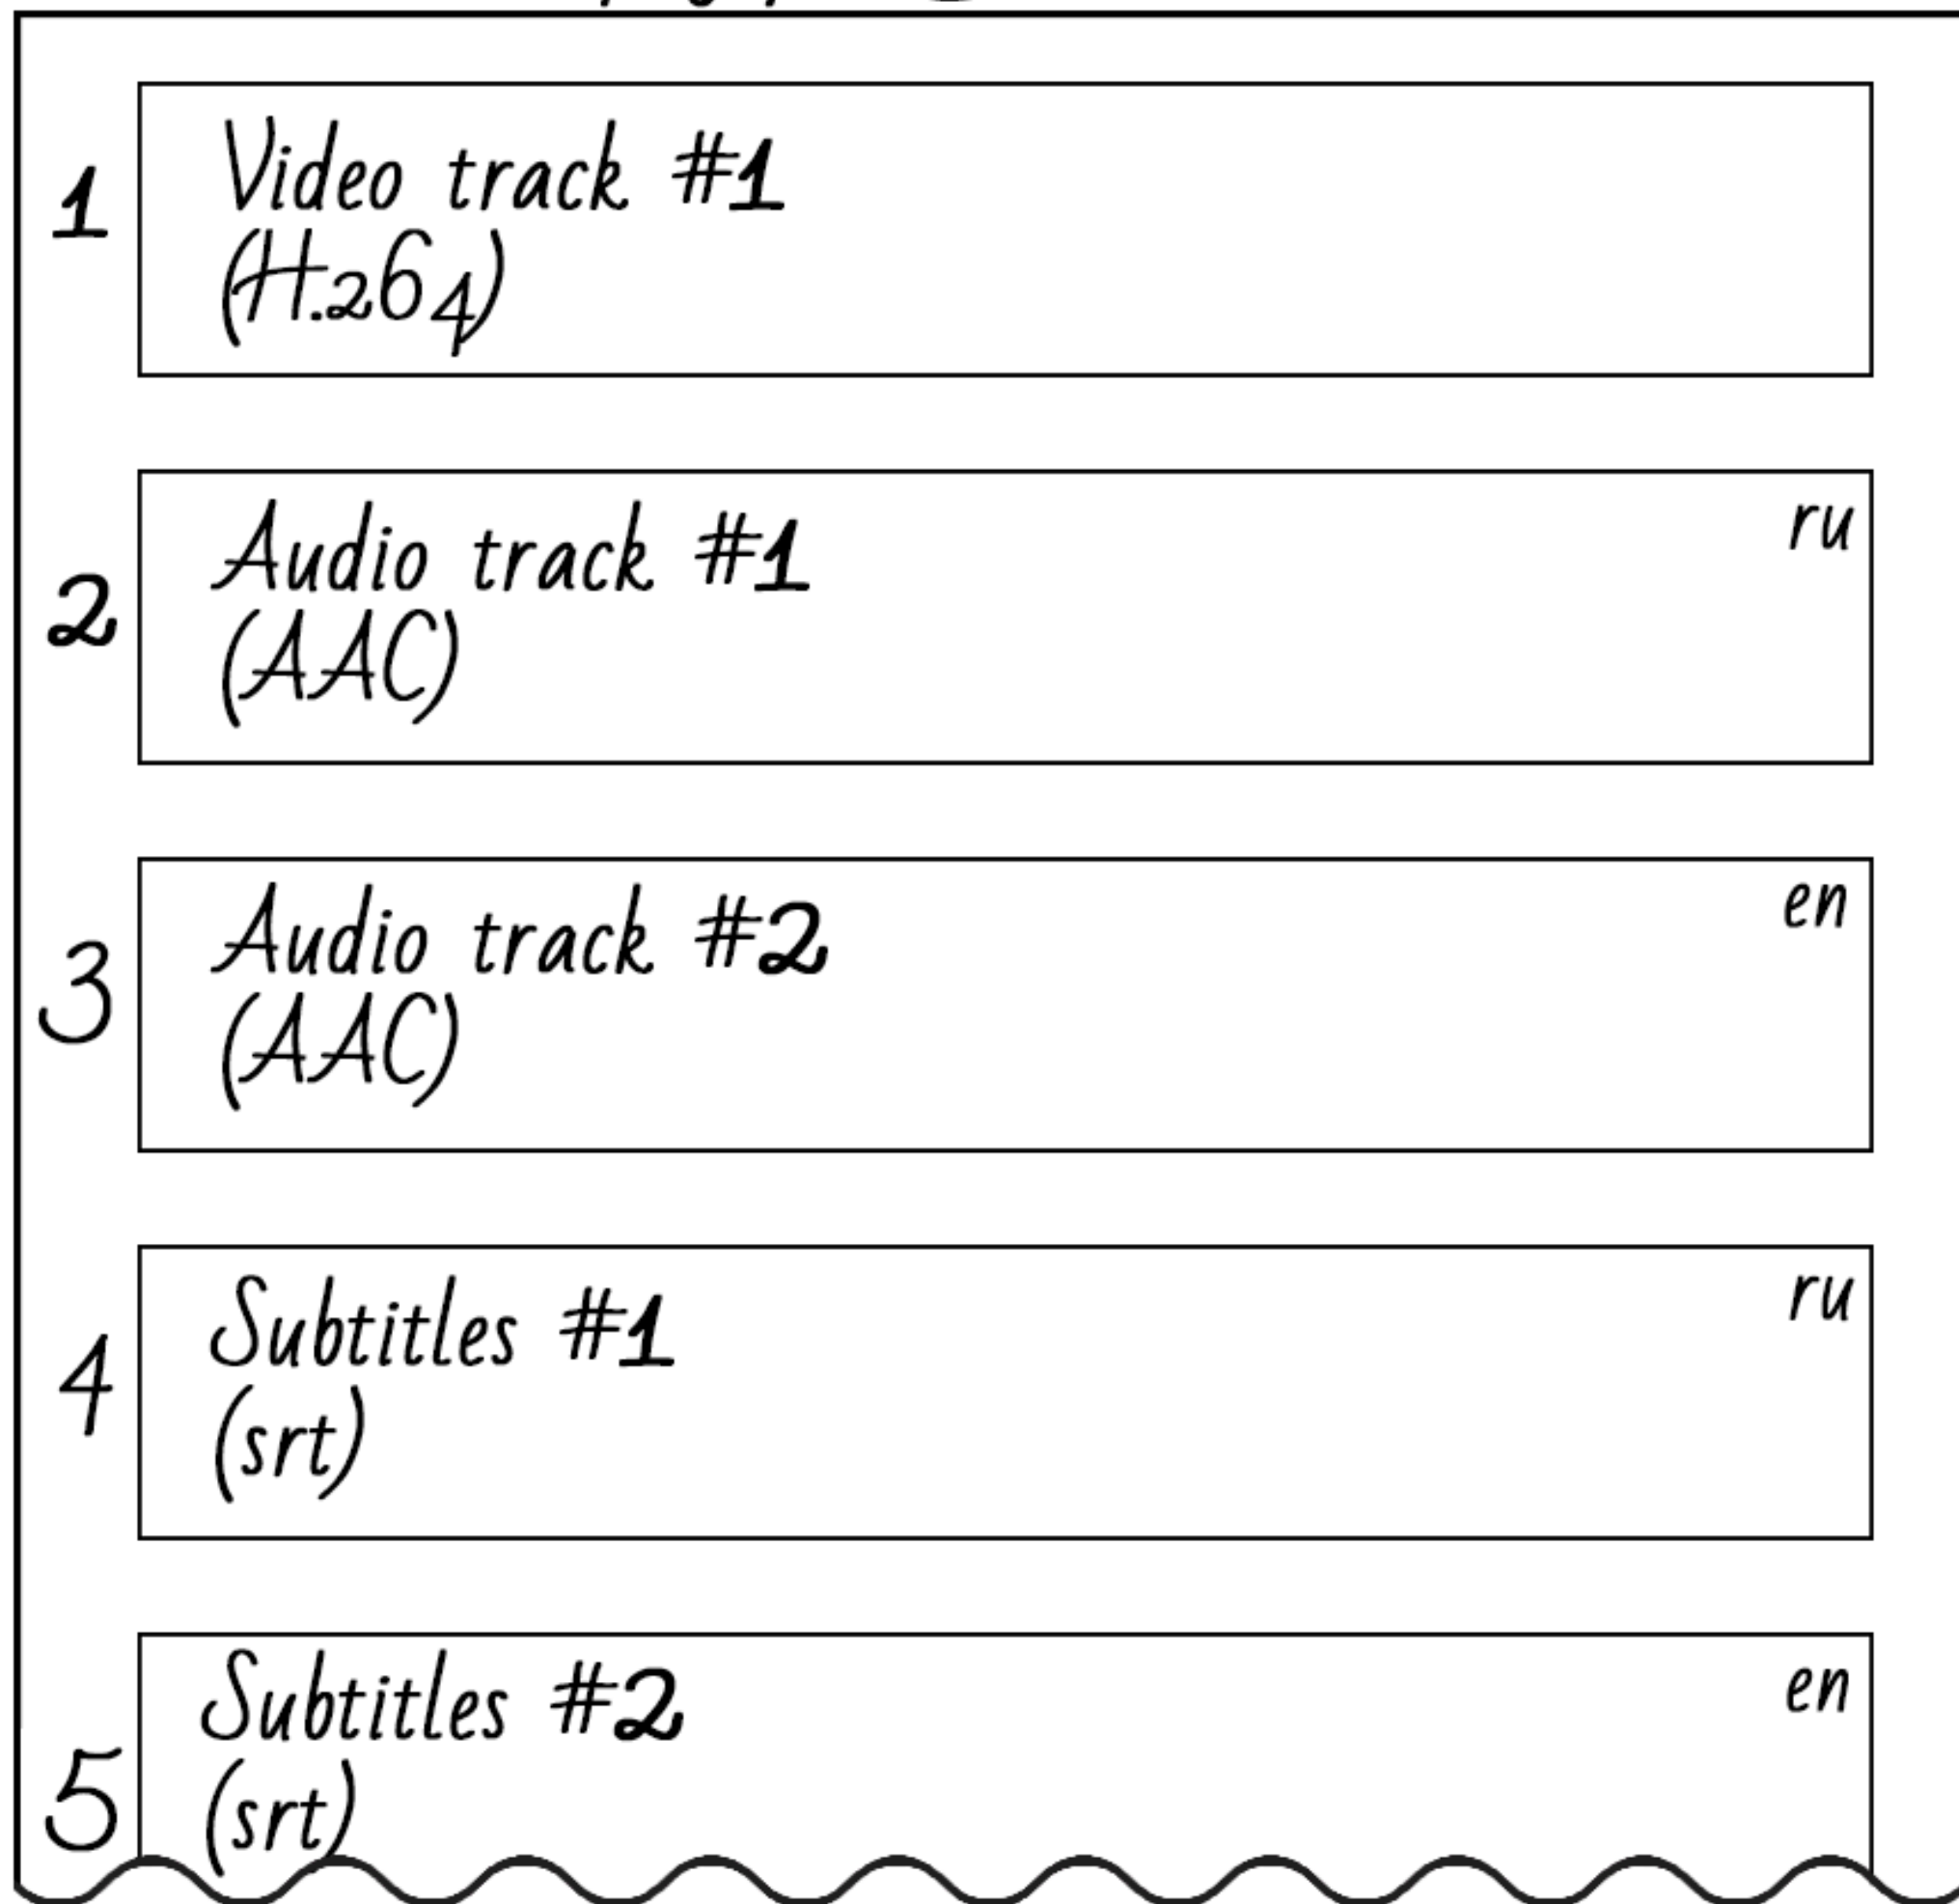 1
Video track #1
(H.264)
2
Audio track #1
(AAC)
ru
3
Audio track #2
(AAC)
en
4
Subtitles #1
(srt)
ru
5
Subtitles #2
(srt)
en